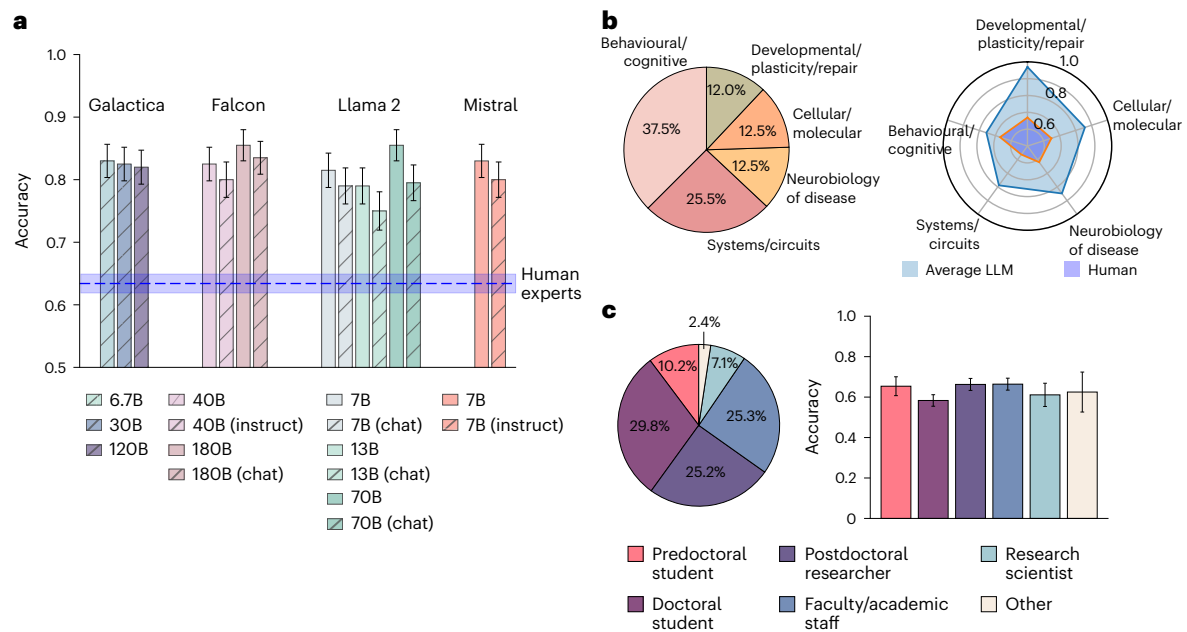 a
1.0
0.9
0.8
0.7
0.6
0.5
Accuracy
Galactica
Falcon
Llama 2
Mistral
Human
experts
6.7B
30B
120B
40B
40B (instruct)
180B
180B (chat)
7B
7B (chat)
13B
13B (chat)
70B
70B (chat)
7B
7B (instruct)
b
Behavioural/
cognitive
Developmental/
plasticity/repair
Cellular/
molecular
Neurobiology
of disease
Systems/circuits
12.0%
12.5%
12.5%
25.5%
37.5%
Developmental/
plasticity/repair
1.0
0.8
0.6
Cellular/
molecular
Behavioural/
cognitive
Systems/
circuits
Neurobiology
of disease
Average LLM
Human
c
2.4%
7.1%
10.2%
25.3%
29.8%
25.2%
1.0
0.8
0.6
0.4
0.2
0
Accuracy
Predoctoral
student
Doctoral
student
Postdoctoral
researcher
Faculty/academic
staff
Research
scientist
Other